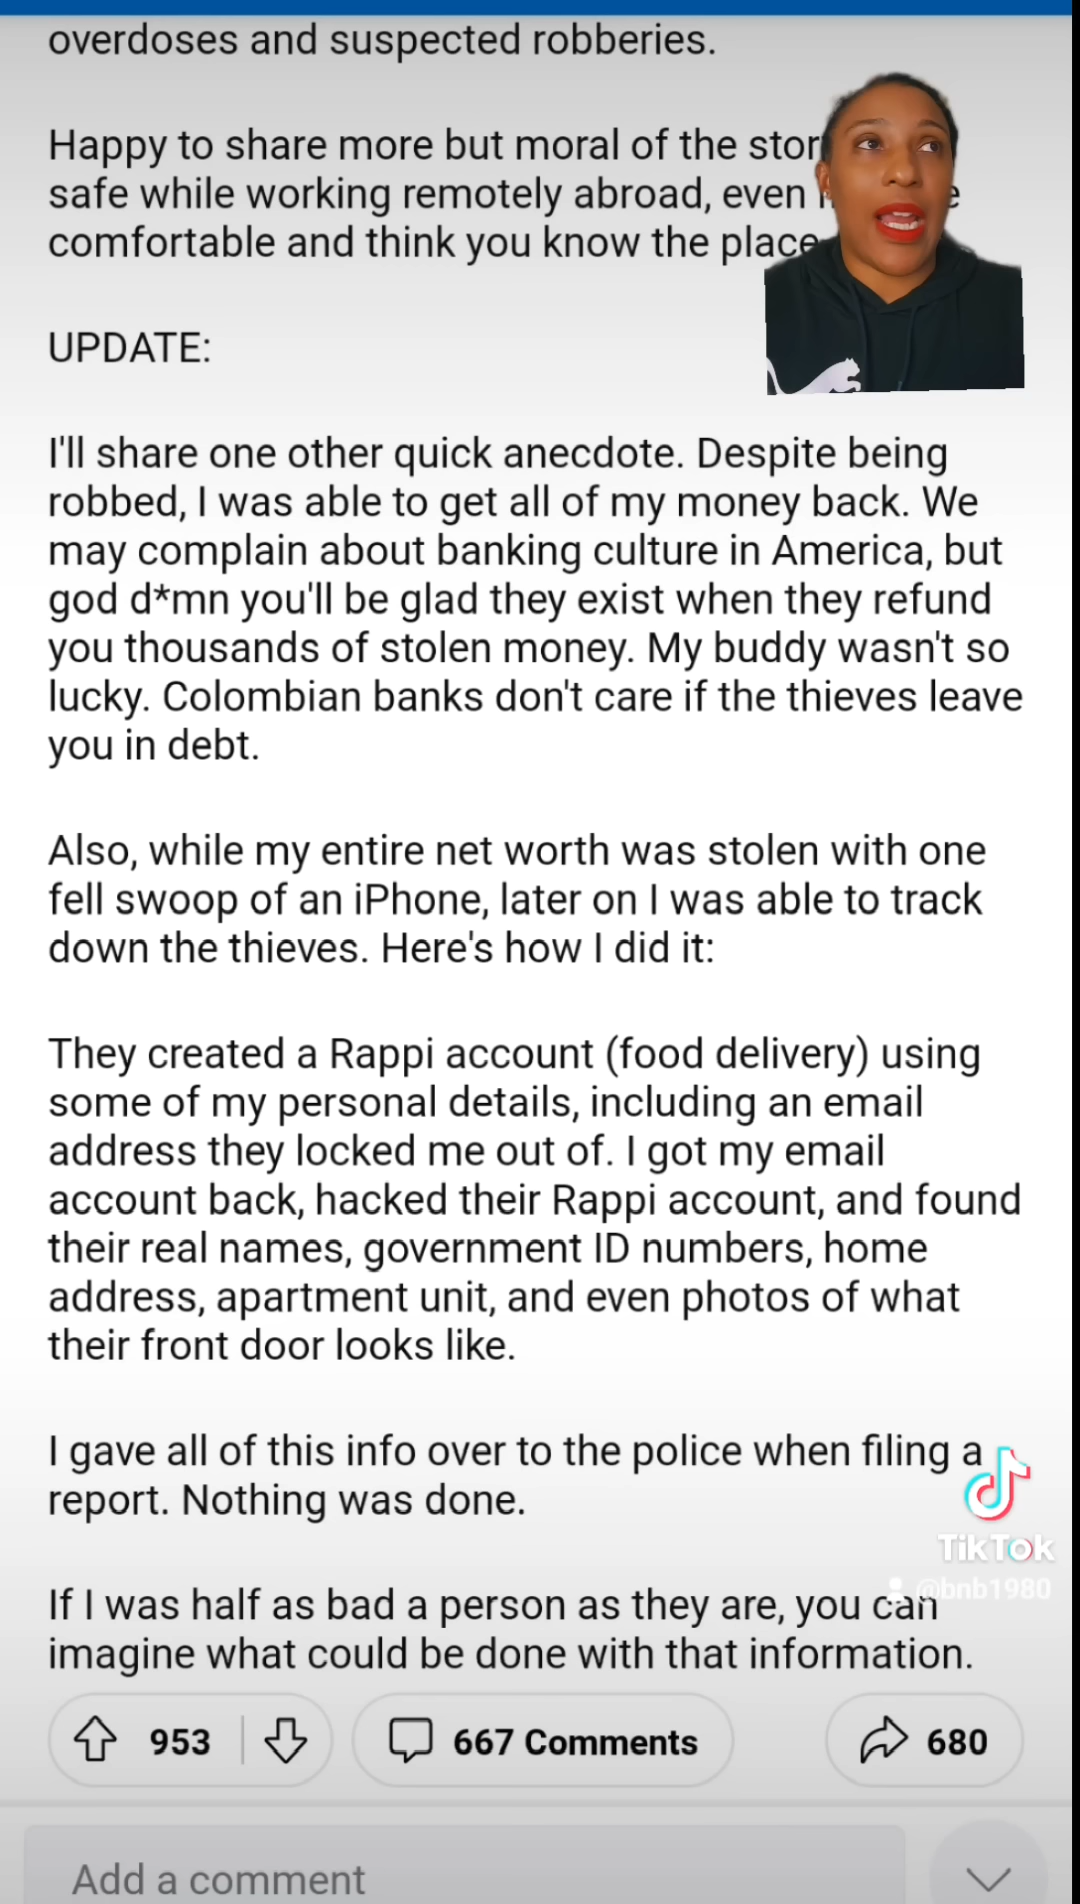 overdoses and suspected robberies.
Happy to share more but moral of the stor
safe while working remotely abroad, even
comfortable and think you know the place
UPDATE:
I'll share one other quick anecdote. Despite being
robbed, I was able to get all of my money back. We
may complain about banking culture in America, but
god d*mn you'll be glad they exist when they refund
you thousands of stolen money. My buddy wasn't so
lucky. Colombian banks don't care if the thieves leave
you in debt.
Also, while my entire net worth was stolen with one
fell swoop of an iPhone, later on I was able to track
down the thieves. Here's how I did it:
They created a Rappi account (food delivery) using
some of my personal details, including an email
address they locked me out of. I got my email
account back, hacked their Rappi account, and found
their real names, government ID numbers, home
address, apartment unit, and even photos of what
their front door looks like.
I gave all of this info over to the police when filing a
report. Nothing was done.
TikTok
@bnb1980
If I was half as bad a person as they are, you can
imagine what could be done with that information.
953
667 Comments
680
Add a comment